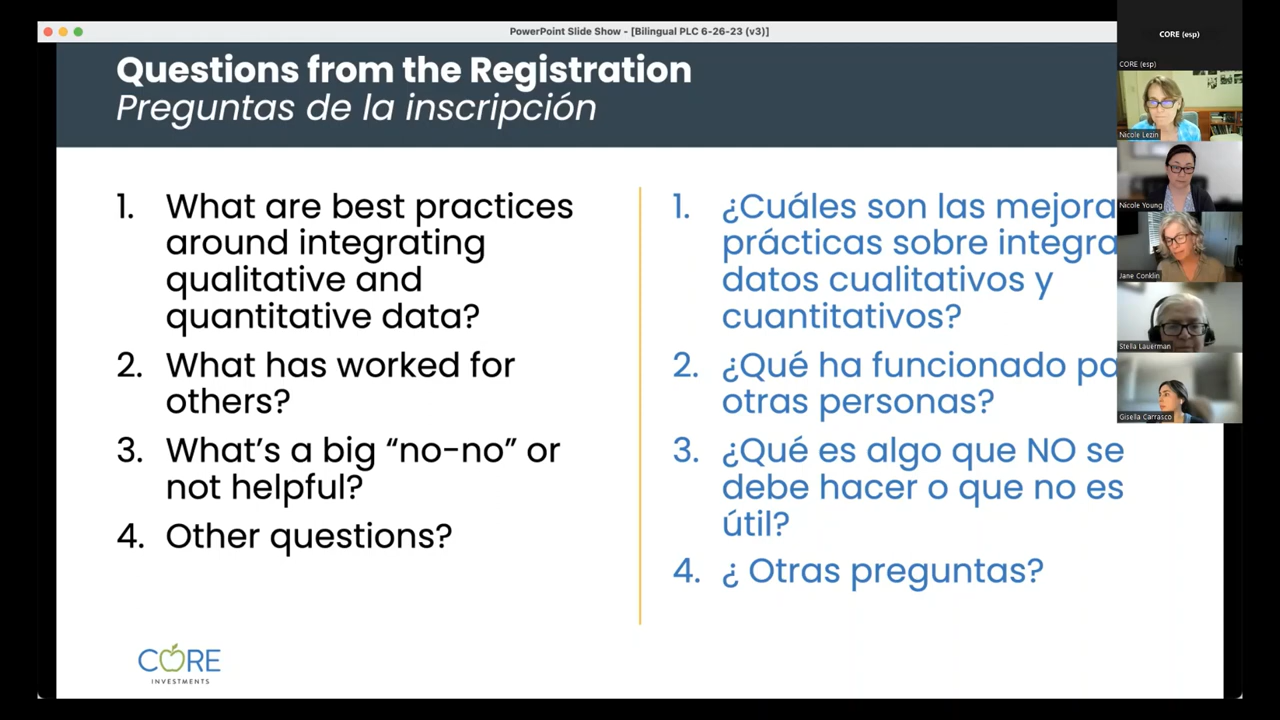 PowerPoint Slide Show - [Bilingual PLC 6-26-23 (v3)]
CORE (esp)
CORE (esp)
Questions from the Registration
Preguntas de la inscripción
Nicole Lezin
Nicole Young
Jane Conklin
Stella Lauerman
Gisella Carrasco
1. What are best practices
around integrating
qualitative and
quantitative data?
2. What has worked for
others?
3. What's a big “no-no” or
not helpful?
4. Other questions?
1. ¿Cuáles son las mejora
prácticas sobre integra
datos cualitativos y
cuantitativos?
2. ¿Qué ha funcionado pa
otras personas?
3. ¿Qué es algo que NO se
debe hacer o que no es
útil?
4. ¿ Otras preguntas?
CORE
INVESTMENTS